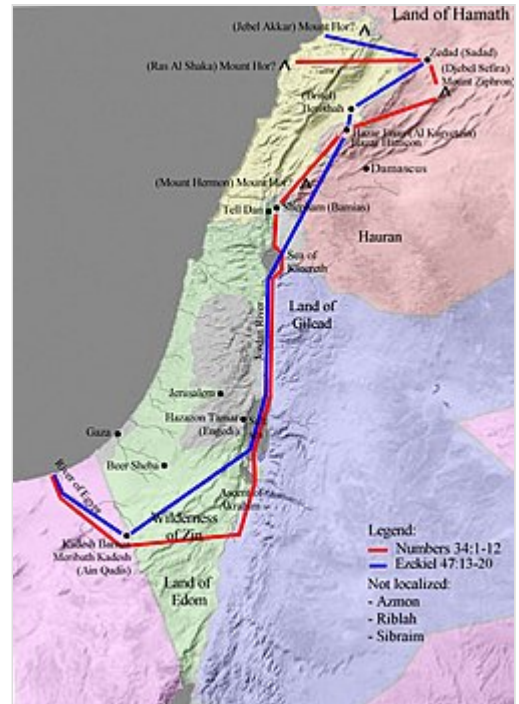 Land of Hamath
(Jebel Akkar) Mount Hor?
(Ras Al Shaka) Mount Hor?
Zedad (Sadad)
(Djebel Sefira)
Mount Ziphron
Berothah
Hazar Enan (Al Karyatein)
Damascus
(Mount Hermon) Mount Hor?
Tell Dan
Shepham (Banias)
Hauran
Sea of
Kinnereth
Land of
Gilead
Jordan River
Jerusalem
Hazazon Tamar
(Engedi)
Gaza
Beer Sheba
River of Egypt
Ascent of
Akrabim
Wilderness
of Zin
Kadesh Barnea
Meribath Kadesh
(Ain Qudis)
Land of
Edom
Legend:
Numbers 34:1-12
Ezekiel 47:13-20
Not localized:
- Azmon
- Riblah
- Sibraim